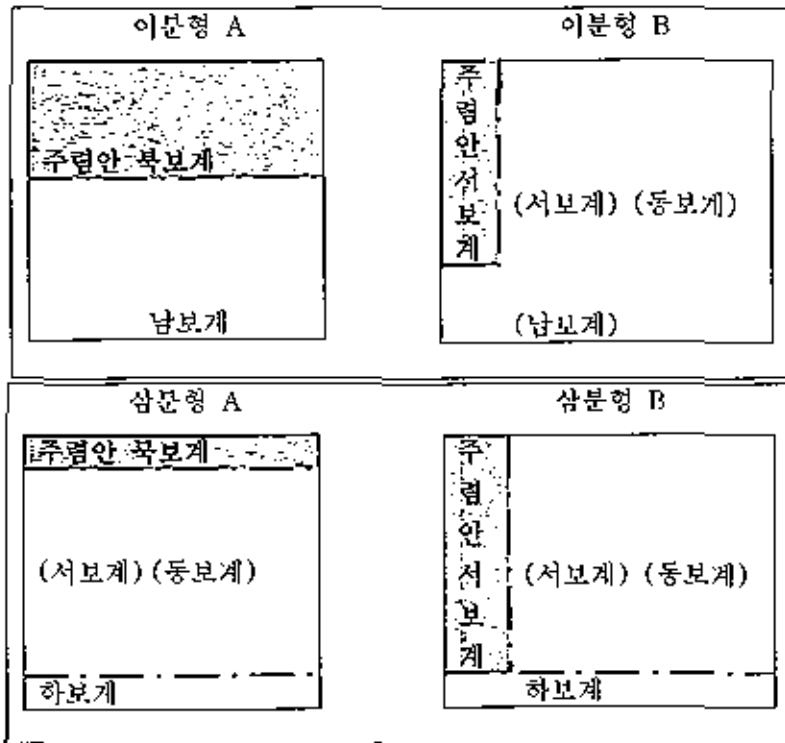 이분형 A
이분형 B
주렴안 북보계
남보계
주렴안서보계
(서보계) (동보계)
(남보계)
삼분형 A
삼분형 B
주렴안 북보계
(서보계) (동보계)
하보계
주렴안서보계
(서보계) (동보계)
하보계